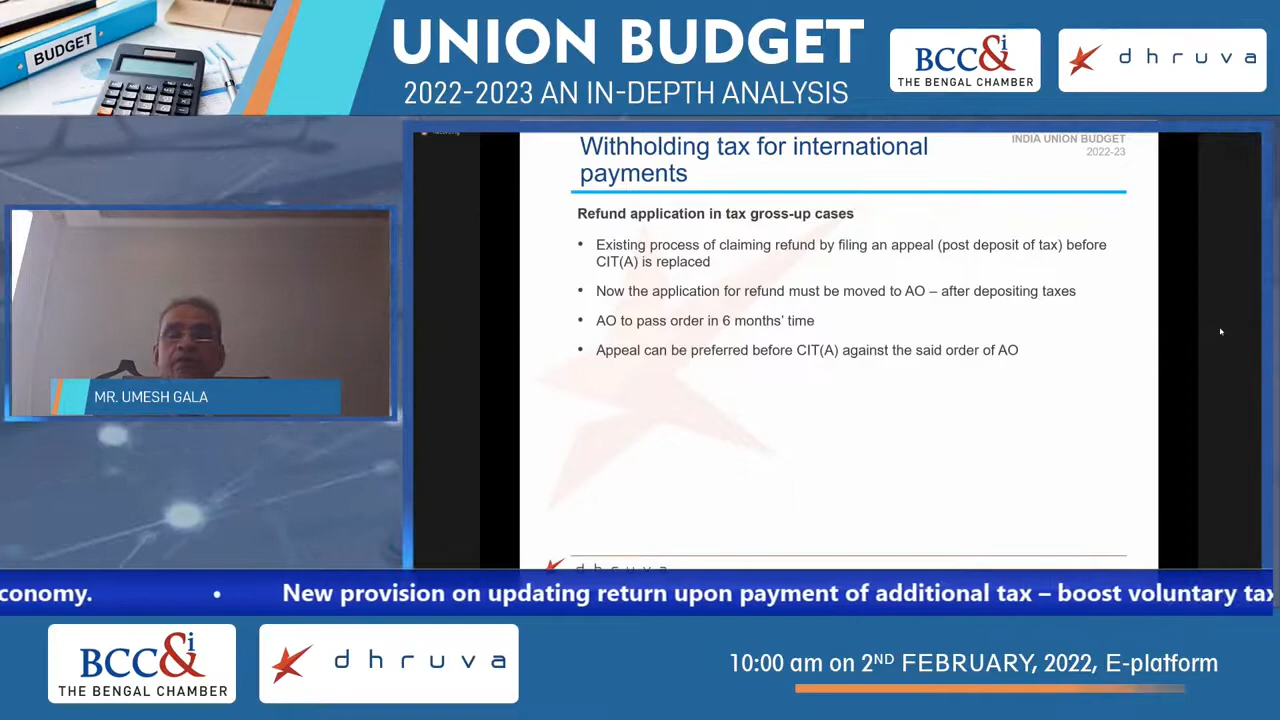 BUDGET
UNION BUDGET
2022-2023 AN IN-DEPTH ANALYSIS
BCC&i
THE BENGAL CHAMBER
dhruva
Withholding tax for international
payments
INDIA UNION BUDGET
2022-23
Refund application in tax gross-up cases
• Existing process of claiming refund by filing an appeal (post deposit of tax) before
CIT(A) is replaced
• Now the application for refund must be moved to AO – after depositing taxes
• AO to pass order in 6 months' time
• Appeal can be preferred before CIT(A) against the said order of AO
MR. UMESH GALA
dhruva
conomy. • New provision on updating return upon payment of additional tax – boost voluntary tax
BCC&i
THE BENGAL CHAMBER
dhruva
10:00 am on 2ND FEBRUARY, 2022, E-platform